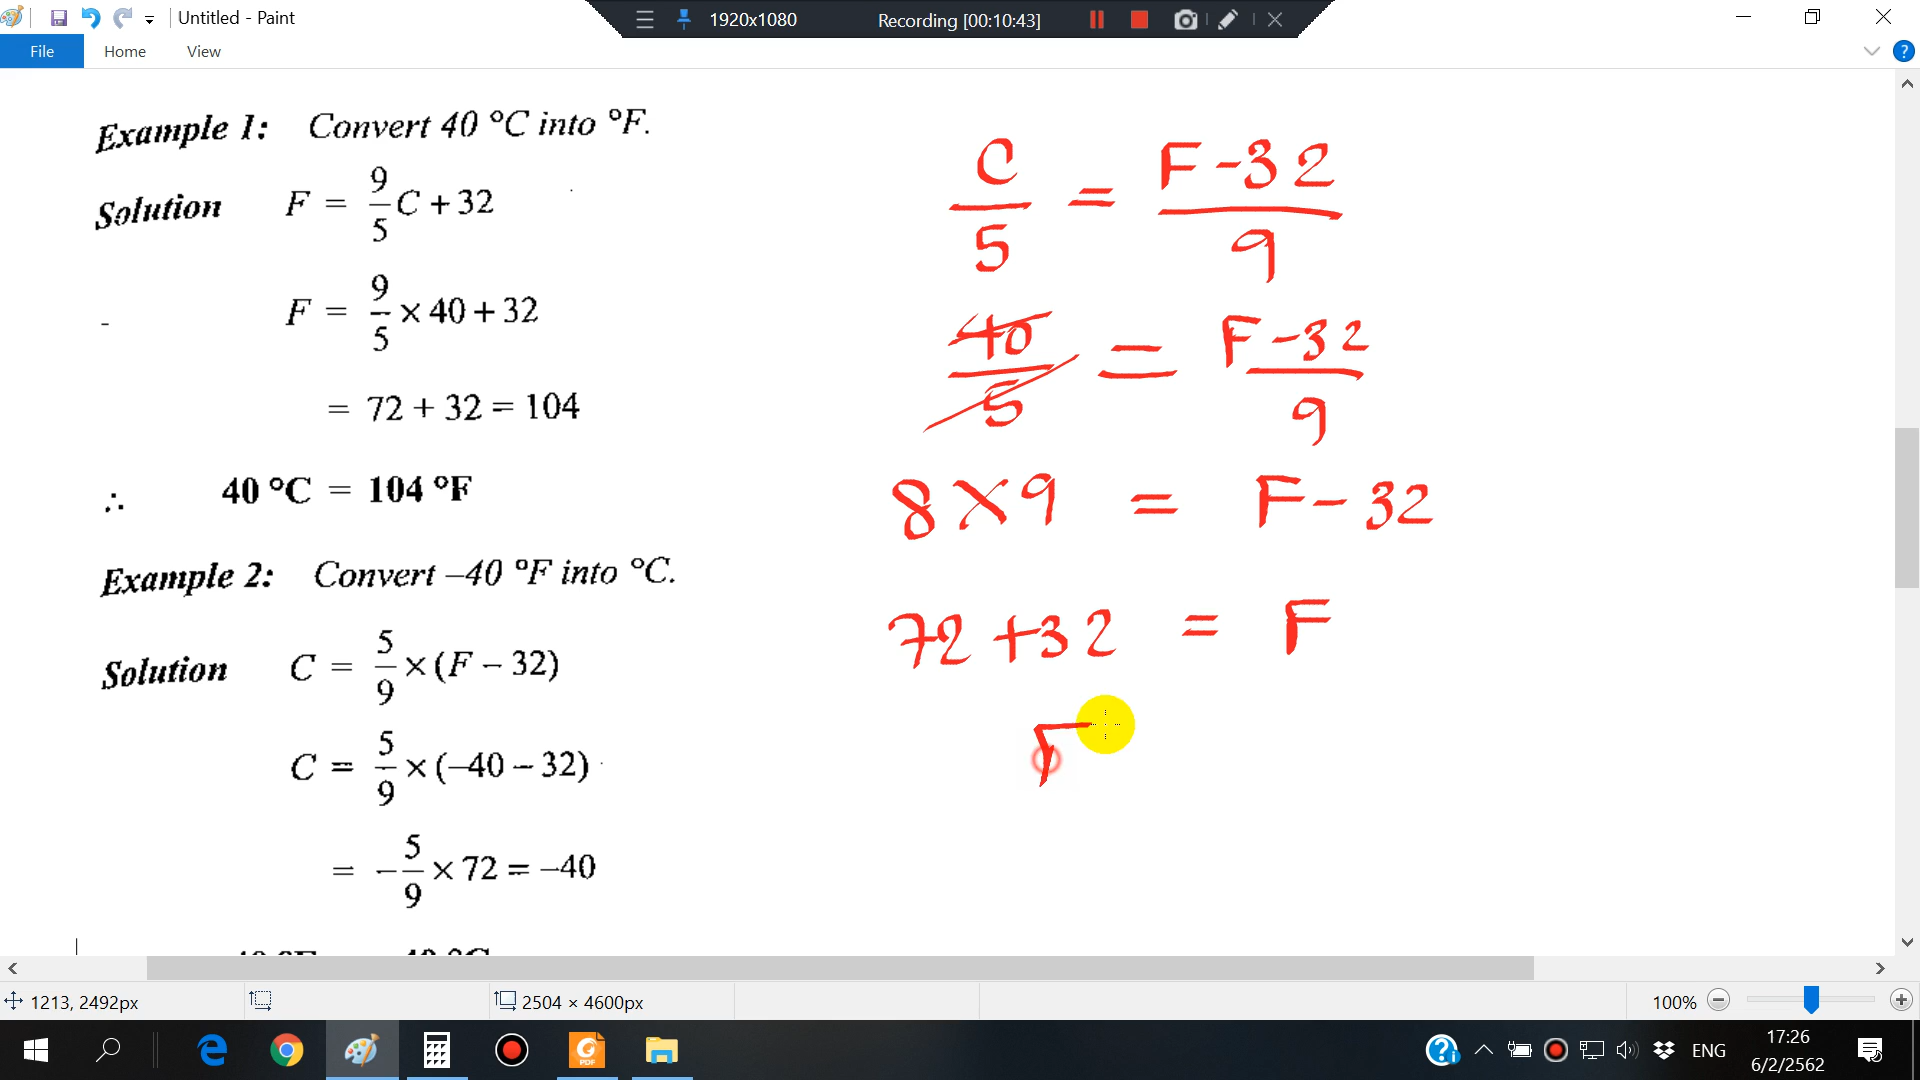 Untitled - Paint
1920x1080
Recording [00:10:43]
File
Home
View
?
Example 1: Convert 40 °C into °F.
Solution F = 9/5 C + 32
F = 9/5 × 40 + 32
= 72 + 32 = 104
∴ 40 °C = 104 °F
Example 2: Convert –40 °F into °C.
Solution C = 5/9 × (F – 32)
C = 5/9 × (–40 – 32)
= –5/9 × 72 = –40
C/5 = F-32/9
40/5 = F-32/9
8 × 9 = F - 32
72 + 32 = F
1213, 2492px
2504 × 4600px
100%
PDF
ENG
17:26
6/2/2562